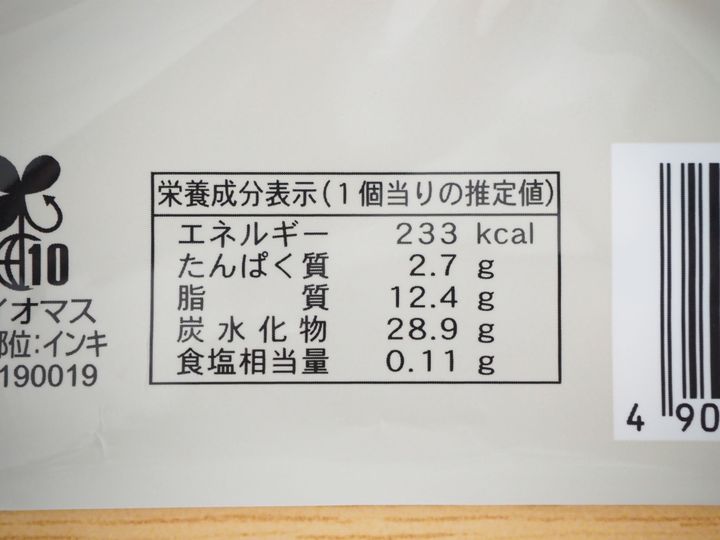 栄養成分表示(1個当りの推定値)
エネルギー 233 kcal
たんぱく質 2.7 g
脂質 12.4 g
炭水化物 28.9 g
食塩相当量 0.11 g
10
イオマス
部位:インキ
190019
4 90